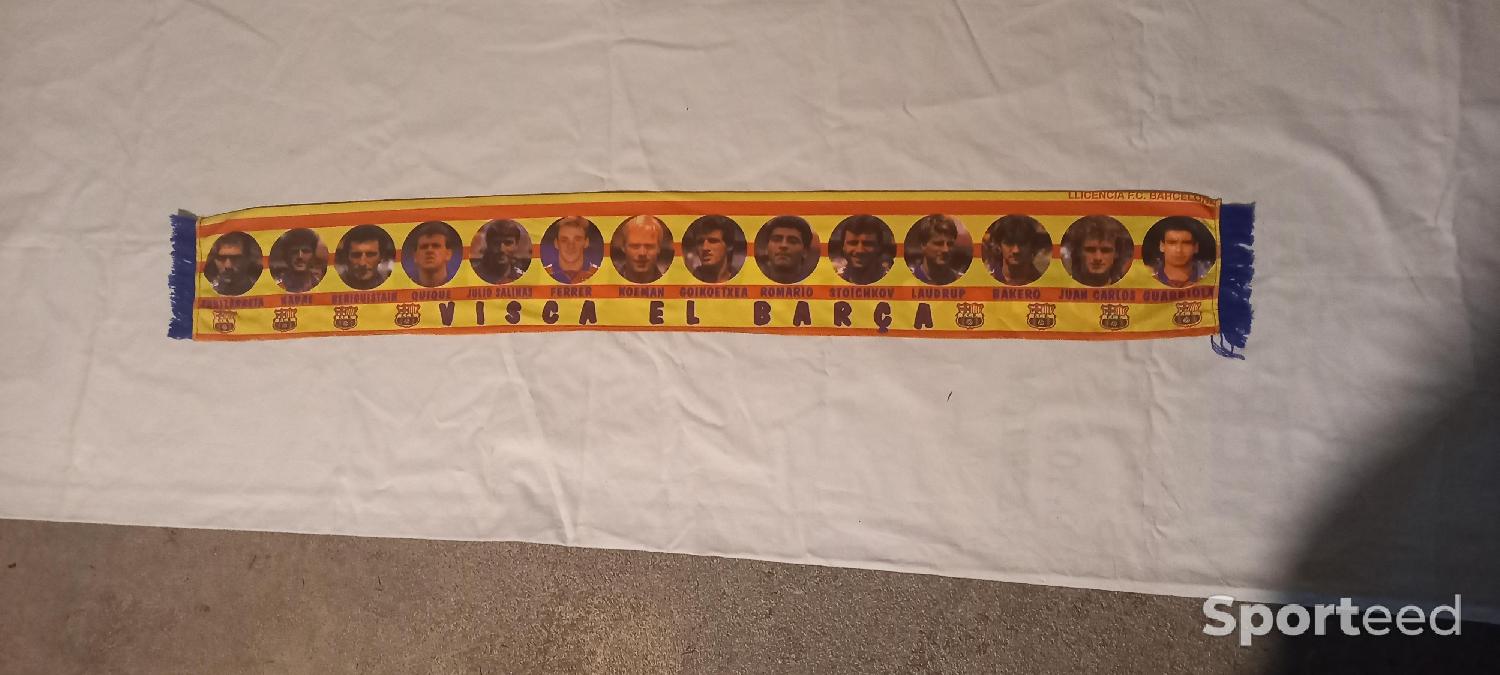 LLICENCIA F.C. BARCELONA
ZUBIZARRETA NADAL BEGUIRISTAIN QUIQUE JULIO SALINAS FERRER KOEMAN GOIKOETXEA ROMARIO STOICHKOV LAUDRUP BAKERO JUAN CARLOS GUARDIOLA
VISCA EL BARÇA
Sporteed